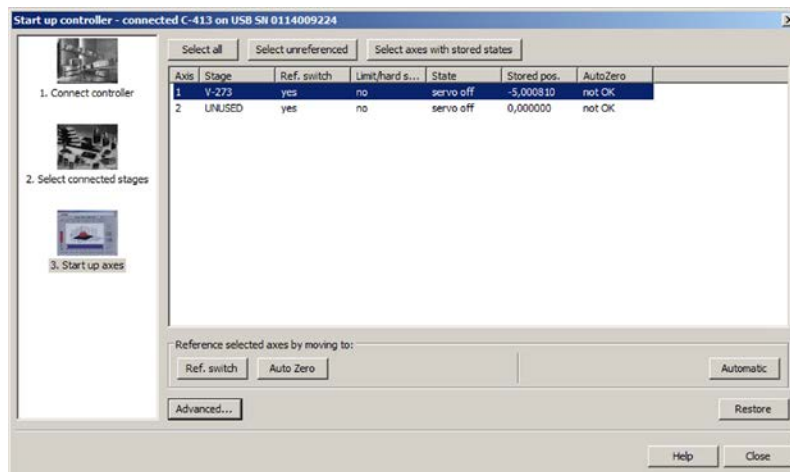 Start up controller - connected C-413 on USB SN 0114009224
1. Connect controller
2. Select connected stages
3. Start up axes
Select all Select unreferenced Select axes with stored states
Axis Stage Ref. switch Limit/hard s... State Stored pos. AutoZero
1 V-273 yes no servo off -5,000810 not OK
2 UNUSED yes no servo off 0,000000 not OK
Reference selected axes by moving to:
Ref. switch Auto Zero Automatic
Advanced... Restore
Help Close